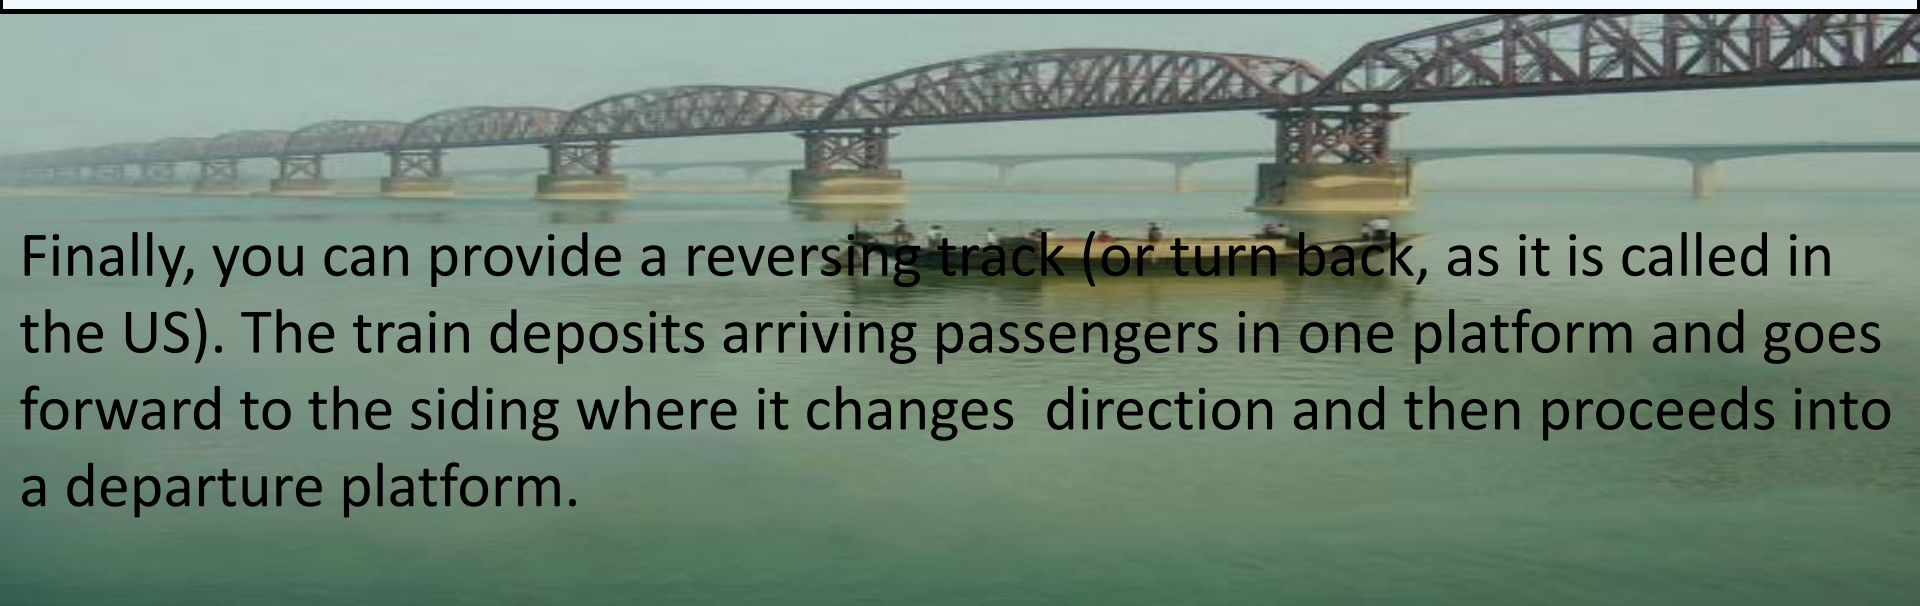 Finally, you can provide a reversing track (or turn back, as it is called in
the US). The train deposits arriving passengers in one platform and goes
forward to the siding where it changes  direction and then proceeds into
a departure platform.